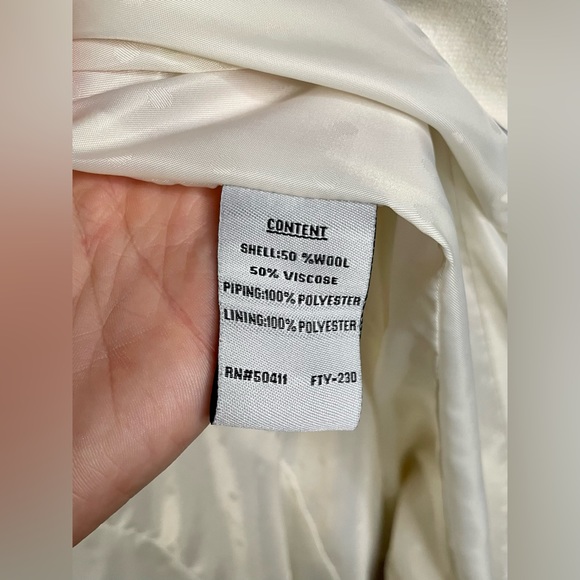 CONTENT
SHELL:50 %WOOL
50% VISCOSE
PIPING:100% POLYESTER
LINING:100% POLYESTER
RN#50411 FTY-230